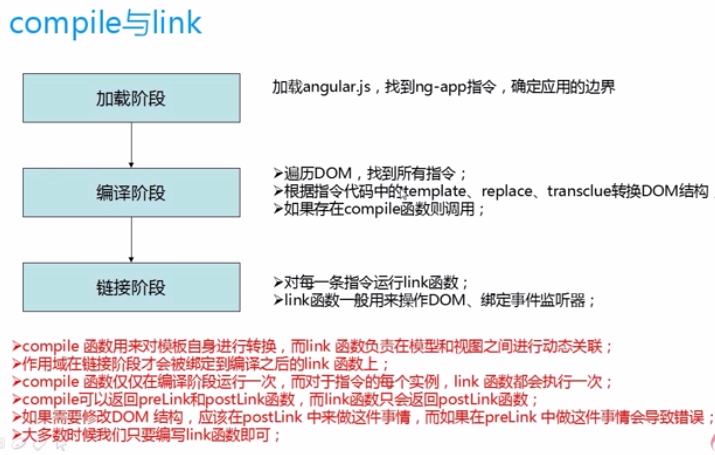 compile与link
加载阶段
加载angular.js，找到ng-app指令，确定应用的边界
编译阶段
➢遍历DOM，找到所有指令；
➢根据指令代码中的template、replace、transclue转换DOM结构，
➢如果存在compile函数则调用；
链接阶段
➢对每一条指令运行link函数；
➢link函数一般用来操作DOM、绑定事件监听器；
➢compile 函数用来对模板自身进行转换，而link 函数负责在模型和视图之间进行动态关联；
➢作用域在链接阶段才会被绑定到编译之后的link 函数上；
➢compile 函数仅仅在编译阶段运行一次，而对于指令的每个实例，link 函数都会执行一次；
➢compile可以返回preLink和postLink函数，而link函数只会返回postLink函数；
➢如果需要修改DOM 结构，应该在postLink 中来做这件事情，而如果在preLink 中做这件事情会导致错误；
➢大多数时候我们只要编写link函数即可；